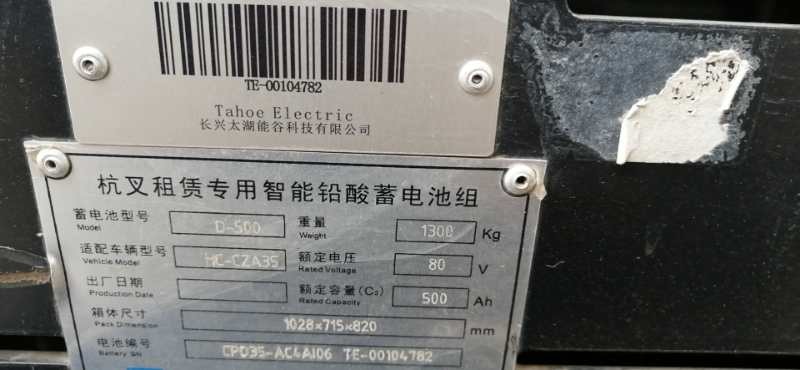 TE-00104782
Tahoe Electric
长兴太湖能谷科技有限公司
杭叉租赁专用智能铅酸蓄电池组
蓄电池型号 D-500 重量 1300 Kg
Model Weight
适配车辆型号 HC-CZA35 额定电压 80 V
Vehicle Model Rated Voltage
出厂日期 额定容量(C₅) 500 Ah
Production Date Rated Capacity
箱体尺寸 1028×715×820 mm
Pack Dimension
电池编号 CPD35-AC4A106 TE-00104782
Battery SN